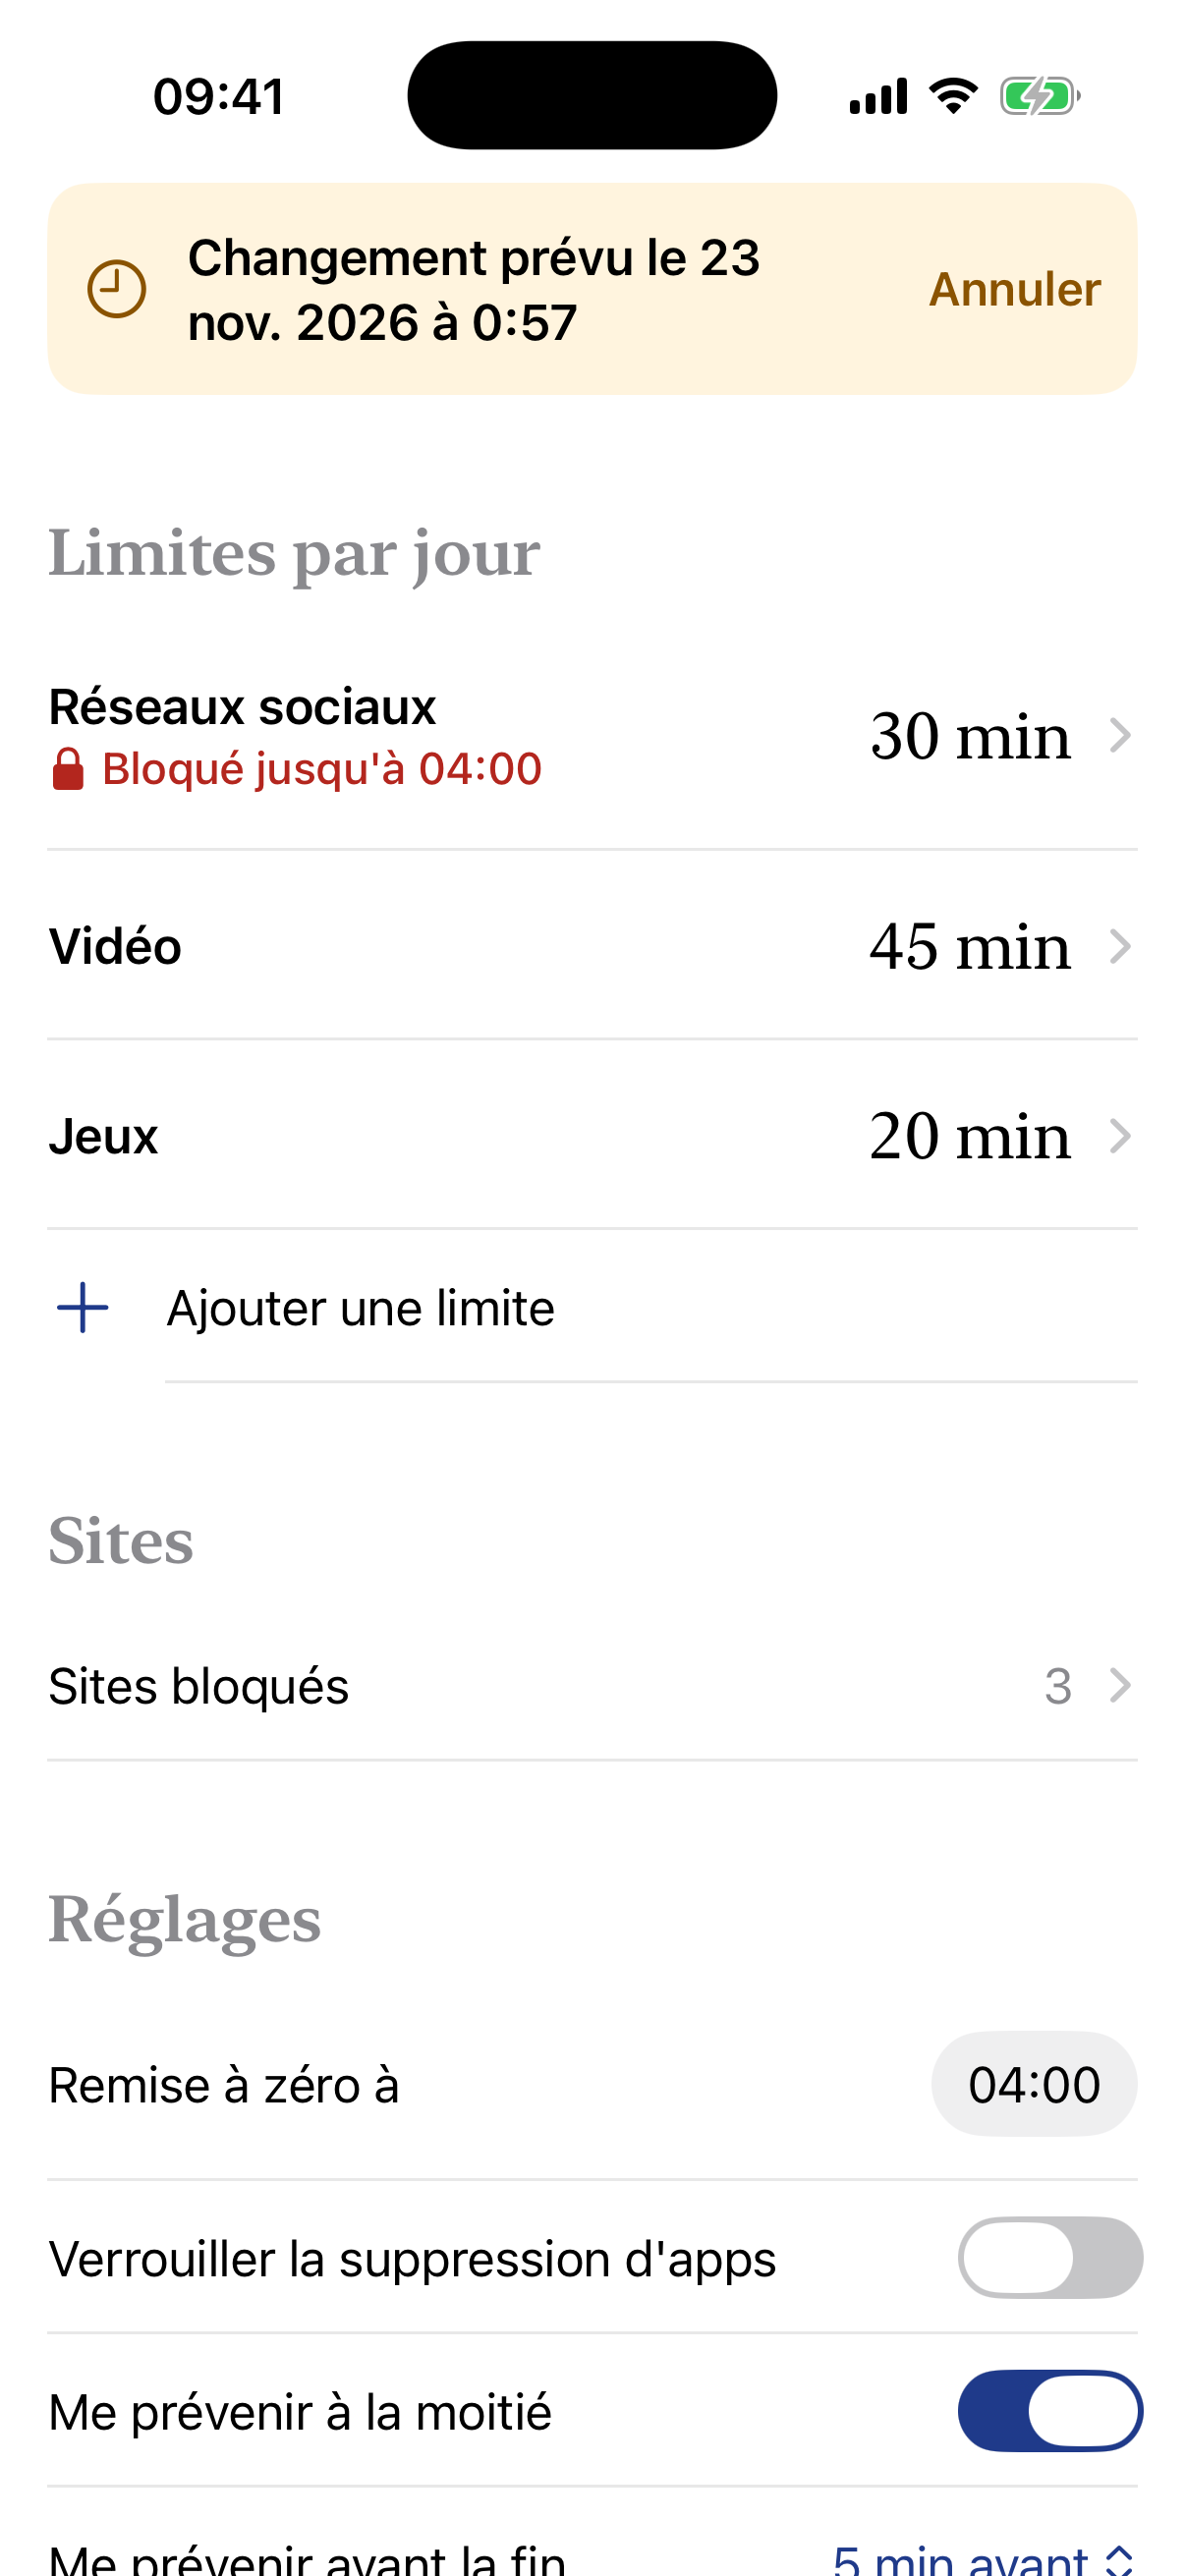 09:41
Changement prévu le 23
nov. 2026 à 0:57
Annuler
Limites par jour
Réseaux sociaux
Bloqué jusqu'à 04:00
30 min
Vidéo
45 min
Jeux
20 min
Ajouter une limite
Sites
Sites bloqués
3
Réglages
Remise à zéro à
04:00
Verrouiller la suppression d'apps
Me prévenir à la moitié
Me prévenir avant la fin
5 min avant